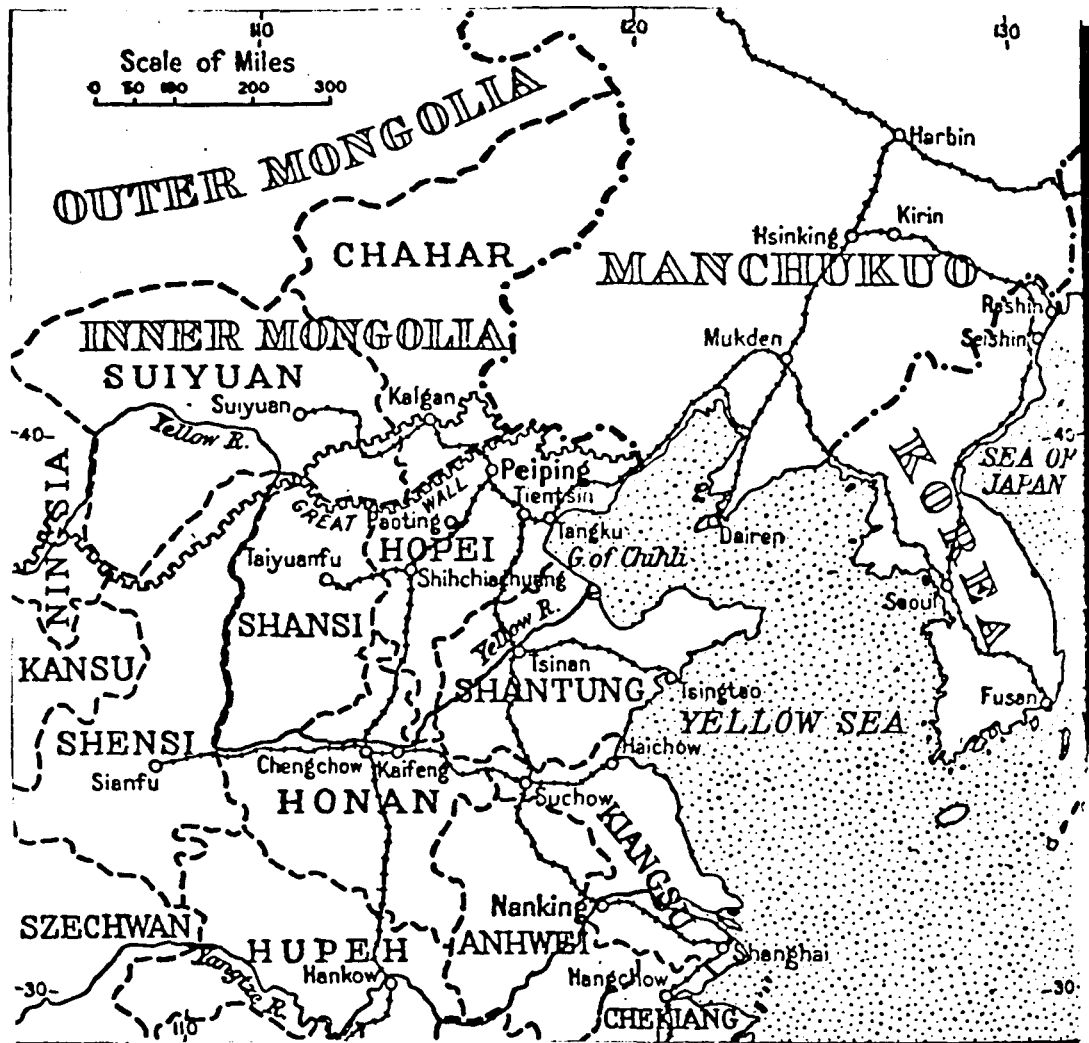 110
120
130
Scale of Miles
0 50 100 200 300
OUTER MONGOLIA
Harbin
Kirin
Hsinking
CHAHAR
MANCHUKUO
Rashin
INNER MONGOLIA
Mukden
Seishin
SUIYUAN
Kalgan
Suiyuan
Yellow R.
-40
40
KOREA
SEA OF
JAPAN
NINGSIA
Peiping
GREAT WALL
Tientsin
Paoting
Tangku
Dairen
HOPEI
G. of Chihli
Taiyuanfu
Shihchiachuang
Seoul
SHANSI
Yellow R.
KANSU
Tsinan
SHANTUNG
Tsingtao
Fusan
YELLOW SEA
SHENSI
Haichow
Sianfu
Chengchow
Kaifeng
HONAN
Suchow
KIANGSU
Nanking
SZECHWAN
HUPEH
ANHWEI
Shanghai
Hankow
Hangchow
Yangtze R.
-30
-30
CHEKIANG
110